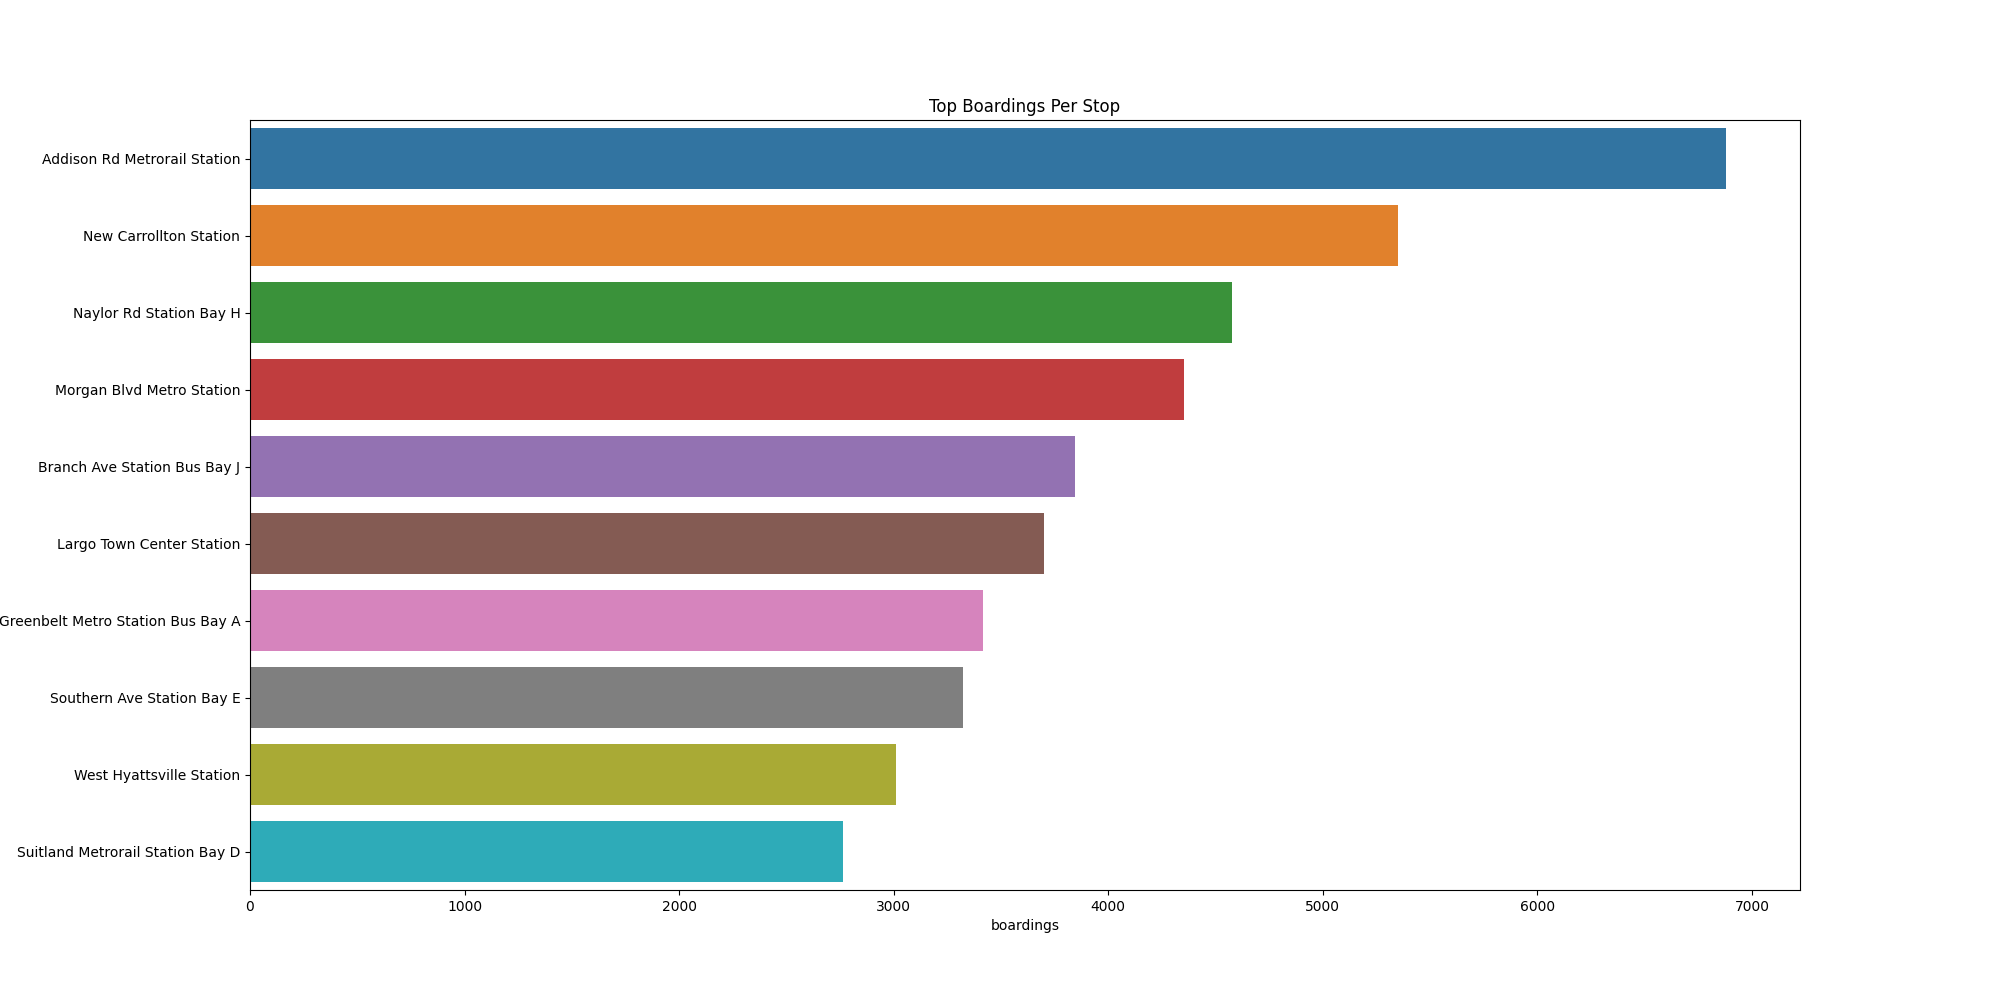 Top Boardings Per Stop
Addison Rd Metrorail Station
New Carrollton Station
Naylor Rd Station Bay H
Morgan Blvd Metro Station
Branch Ave Station Bus Bay J
Largo Town Center Station
Greenbelt Metro Station Bus Bay A
Southern Ave Station Bay E
West Hyattsville Station
Suitland Metrorail Station Bay D
0 1000 2000 3000 4000 5000 6000 7000
boardings